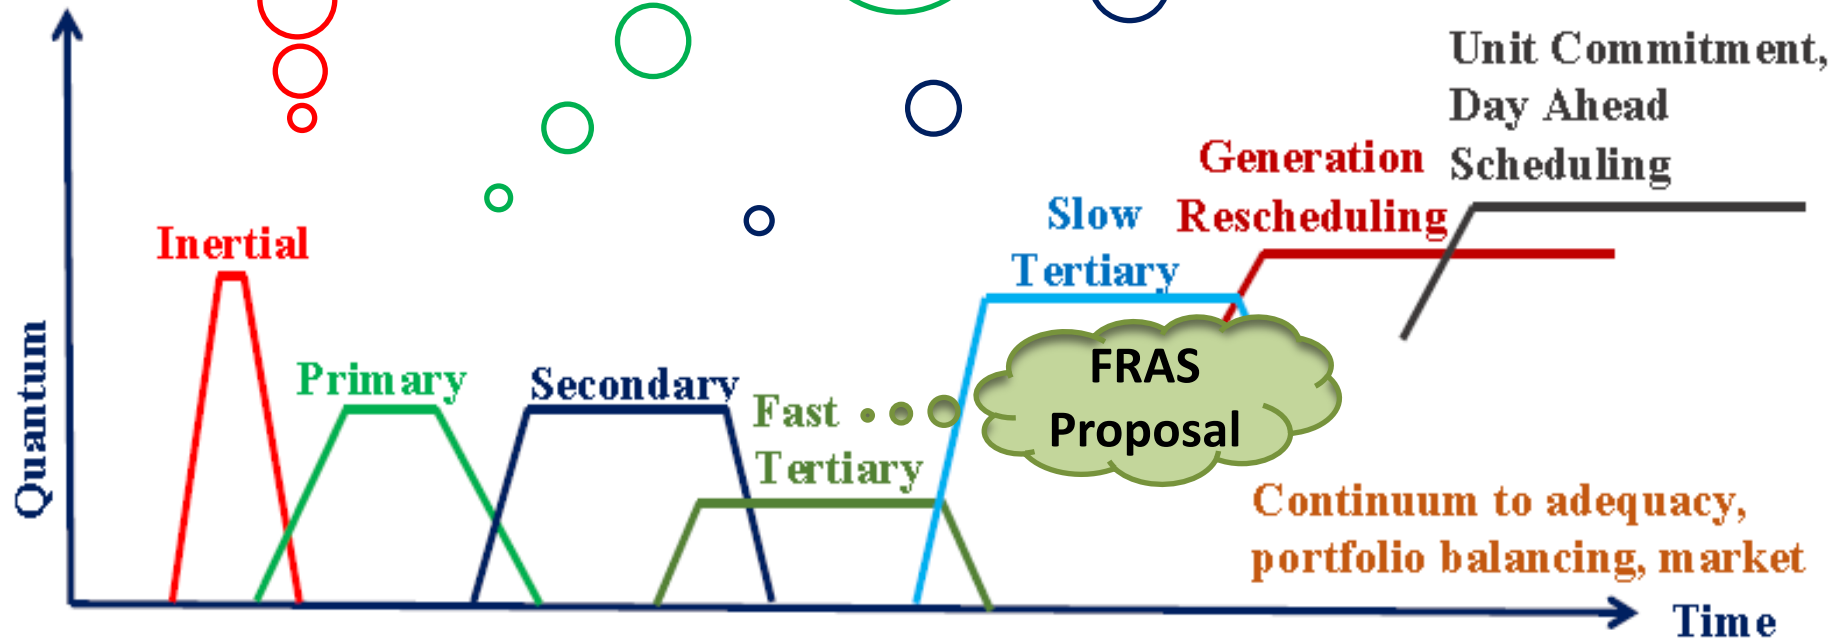 Unit Commitment,
Day Ahead
Scheduling
Generation
Rescheduling
Slow
Tertiary
Inertial
Primary
Secondary
Fast
Tertiary
FRAS
Proposal
Continuum to adequacy,
portfolio balancing, market
Quantum
Time